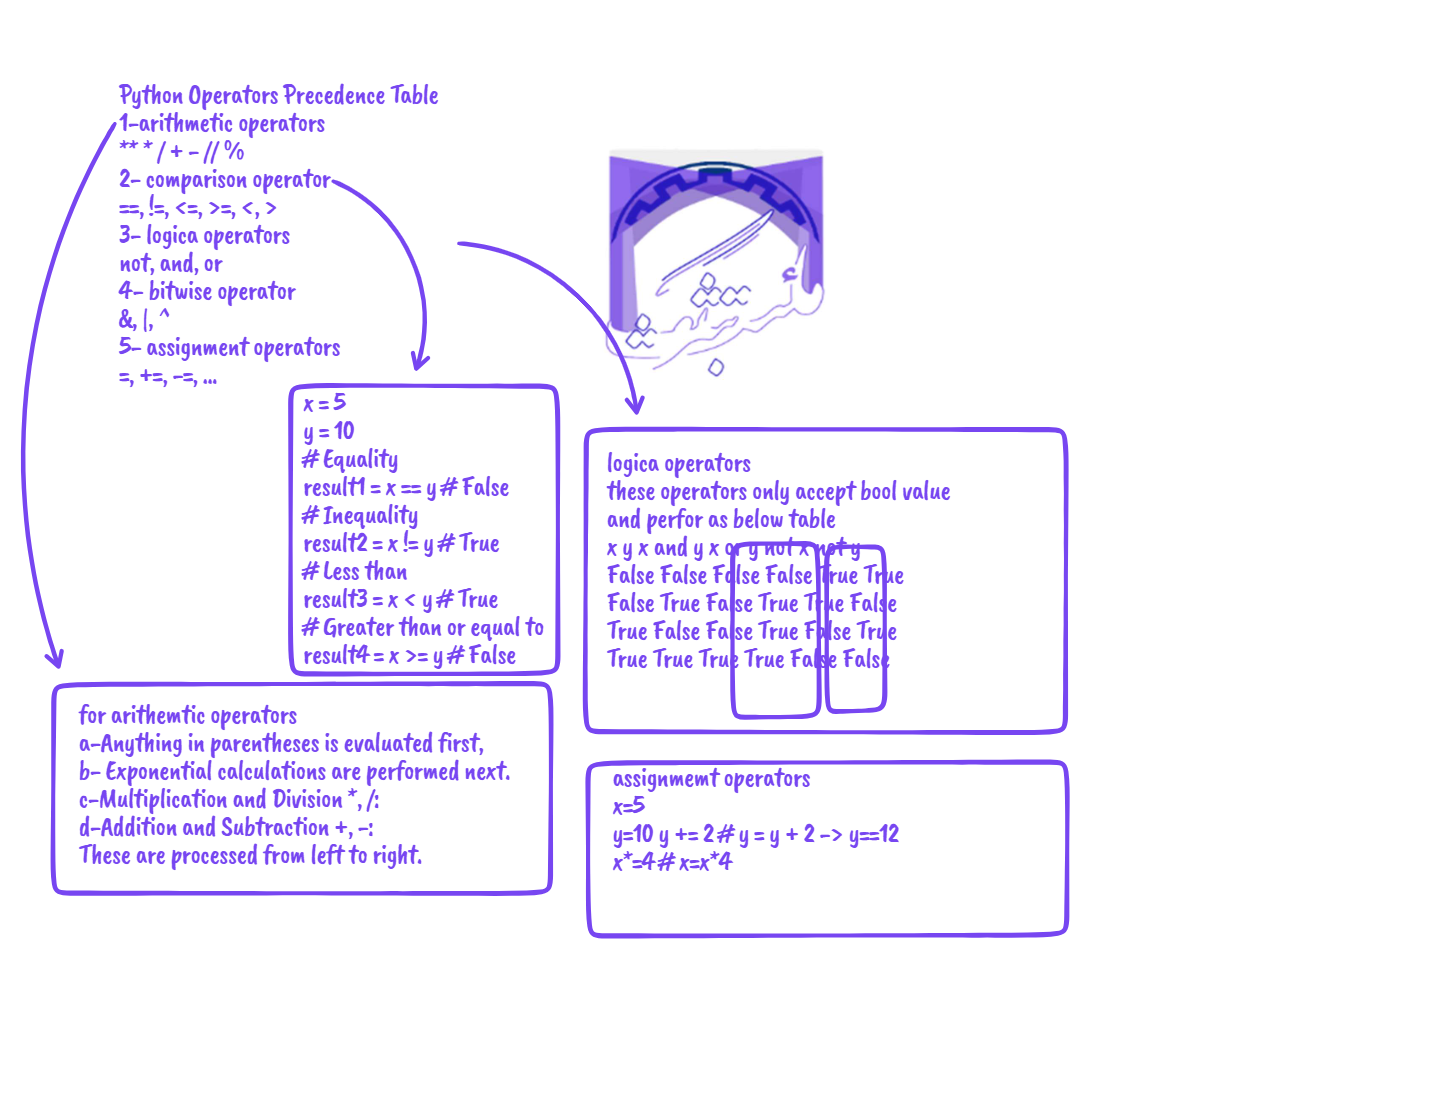 Python Operators Precedence Table
1-arithmetic operators
** * / + - // %
2- comparison operator
==, !=, <=, >=, <, >
3- logica operators
not, and, or
4- bitwise operator
&, |, ^
5- assignment operators
=, +=, -=, ...
x = 5
y = 10
# Equality
result1 = x == y # False
# Inequality
result2 = x != y # True
# Less than
result3 = x < y # True
# Greater than or equal to
result4 = x >= y # False
logica operators
these operators only accept bool value
and perfor as below table
x y x and y x or y not x not y
False False False False True True
False True False True True False
True False False True False True
True True True True False False
for arithemtic operators
a-Anything in parentheses is evaluated first,
b- Exponential calculations are performed next.
c-Multiplication and Division *, /:
d-Addition and Subtraction +, -:
These are processed from left to right.
assignmemt operators
x=5
y=10 y += 2 # y = y + 2 -> y==12
x*=4 # x=x*4